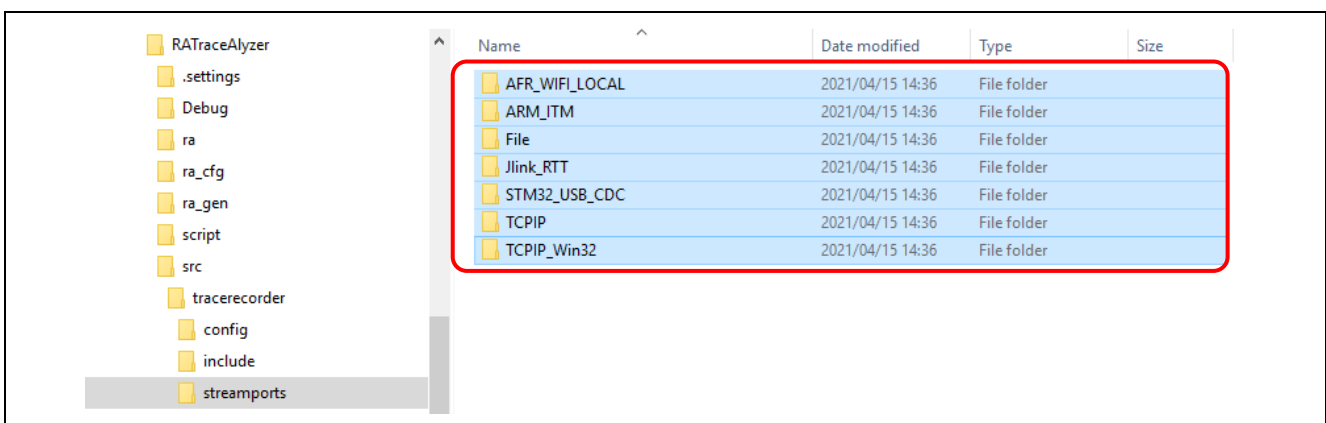 RATraceAlyzer
.settings
Debug
ra
ra_cfg
ra_gen
script
src
tracerecorder
config
include
streamports
Name Date modified Type Size
AFR_WIFI_LOCAL 2021/04/15 14:36 File folder
ARM_ITM 2021/04/15 14:36 File folder
File 2021/04/15 14:36 File folder
Jlink_RTT 2021/04/15 14:36 File folder
STM32_USB_CDC 2021/04/15 14:36 File folder
TCPIP 2021/04/15 14:36 File folder
TCPIP_Win32 2021/04/15 14:36 File folder